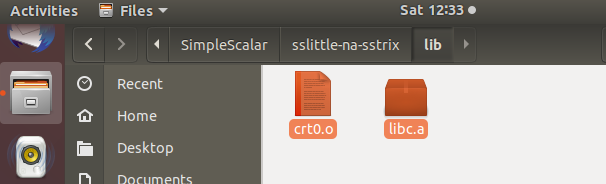 Activities Files Sat 12:33
SimpleScalar sslittle-na-sstrix lib
Recent
Home
Desktop
Documents
crt0.o libc.a